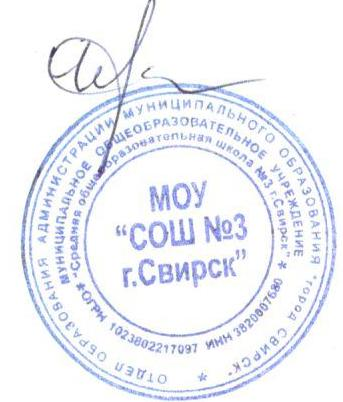 ОТДЕЛ ОБРАЗОВАНИЯ АДМИНИСТРАЦИИ МУНИЦИПАЛЬНОГО ОБРАЗОВАНИЯ "город СВИРСК" *
МУНИЦИПАЛЬНОЕ ОБЩЕОБРАЗОВАТЕЛЬНОЕ УЧРЕЖДЕНИЕ
* "Средняя общеобразовательная школа №3 г.Свирск" *
ОГРН 1023802217097 ИНН 3820007580
МОУ
"СОШ №3
г.Свирск"